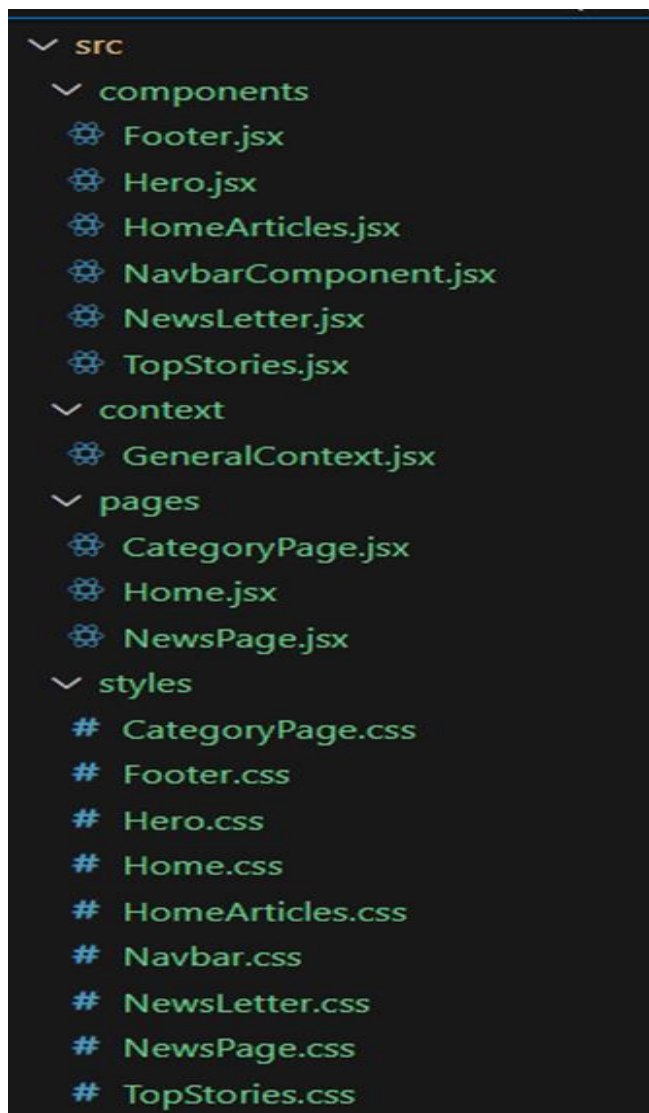 src
components
Footer.jsx
Hero.jsx
HomeArticles.jsx
NavbarComponent.jsx
NewsLetter.jsx
TopStories.jsx
context
GeneralContext.jsx
pages
CategoryPage.jsx
Home.jsx
NewsPage.jsx
styles
# CategoryPage.css
# Footer.css
# Hero.css
# Home.css
# HomeArticles.css
# Navbar.css
# NewsLetter.css
# NewsPage.css
# TopStories.css